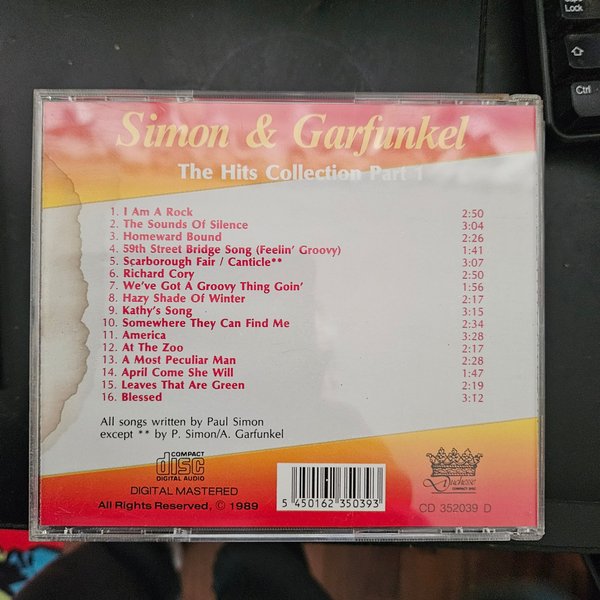 Caps
Lock
Ctrl
Simon & Garfunkel
The Hits Collection Part 1
1. I Am A Rock 2:50
2. The Sounds Of Silence 3:04
3. Homeward Bound 2:26
4. 59th Street Bridge Song (Feelin' Groovy) 1:41
5. Scarborough Fair / Canticle** 3:07
6. Richard Cory 2:50
7. We've Got A Groovy Thing Goin' 1:56
8. Hazy Shade Of Winter 2:17
9. Kathy's Song 3:15
10. Somewhere They Can Find Me 2:34
11. America 3:28
12. At The Zoo 2:17
13. A Most Peculiar Man 2:28
14. April Come She Will 1:47
15. Leaves That Are Green 2:19
16. Blessed 3:12
All songs written by Paul Simon
except ** by P. Simon/A. Garfunkel
COMPACT
disc
DIGITAL AUDIO
DIGITAL MASTERED
All Rights Reserved, © 1989
5 450162 350393
Duchesse
COMPACT DISC
CD 352039 D